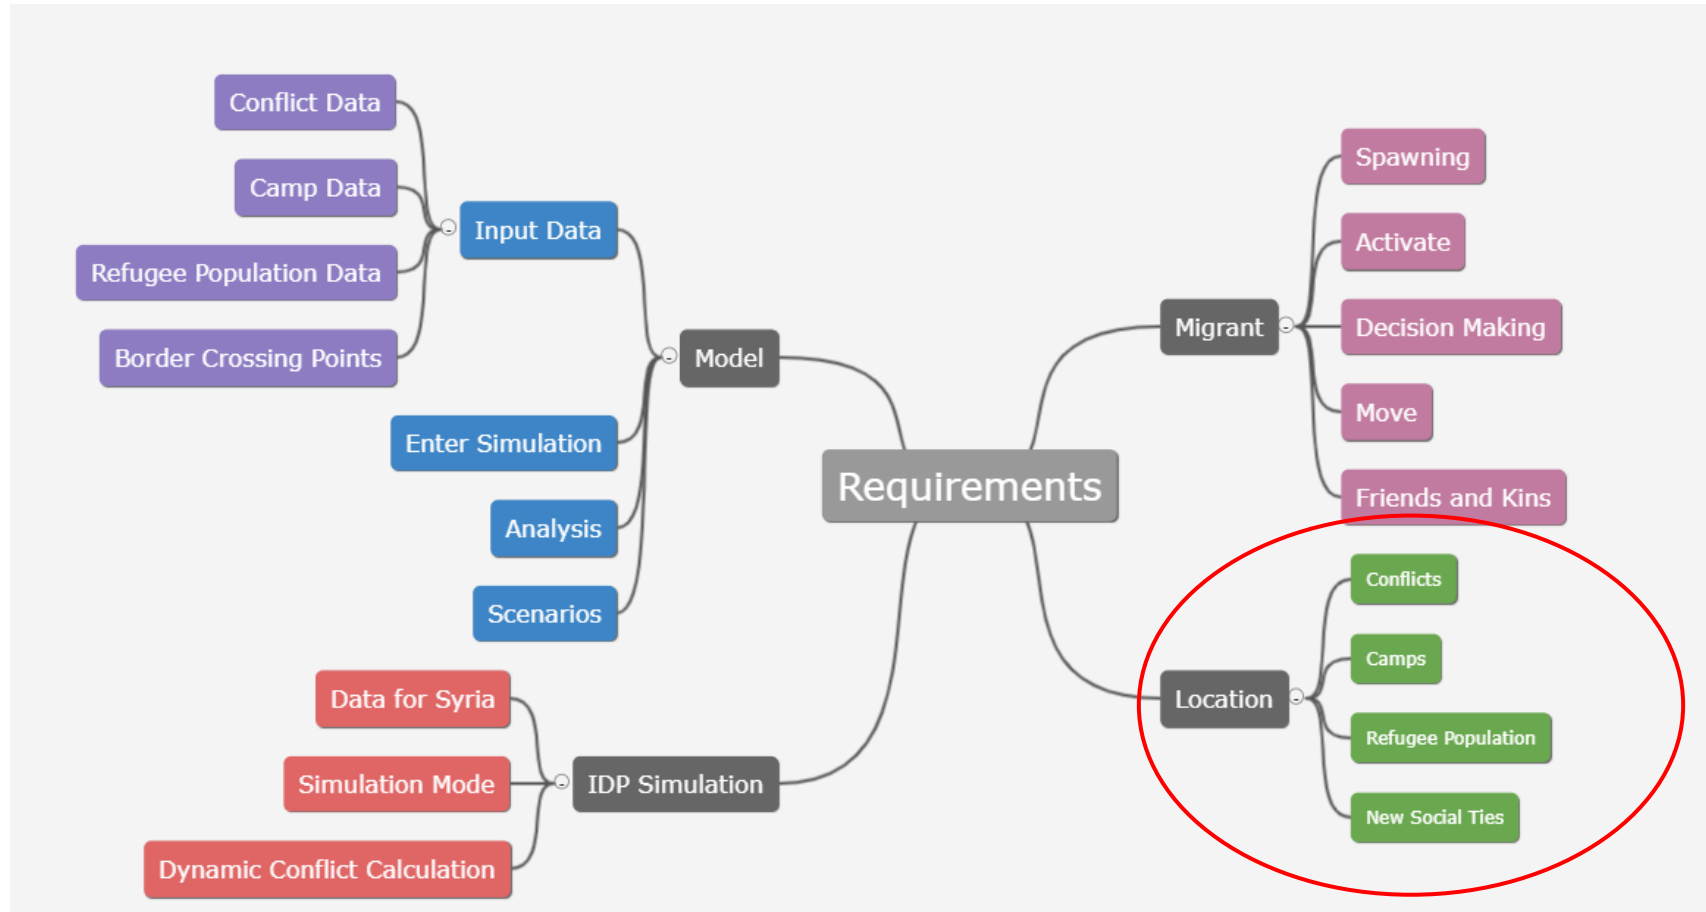 Conflict Data
Camp Data
Refugee Population Data
Border Crossing Points
Input Data
Enter Simulation
Analysis
Scenarios
Model
Data for Syria
Simulation Mode
Dynamic Conflict Calculation
IDP Simulation
Requirements
Migrant
Spawning
Activate
Decision Making
Move
Friends and Kins
Location
Conflicts
Camps
Refugee Population
New Social Ties